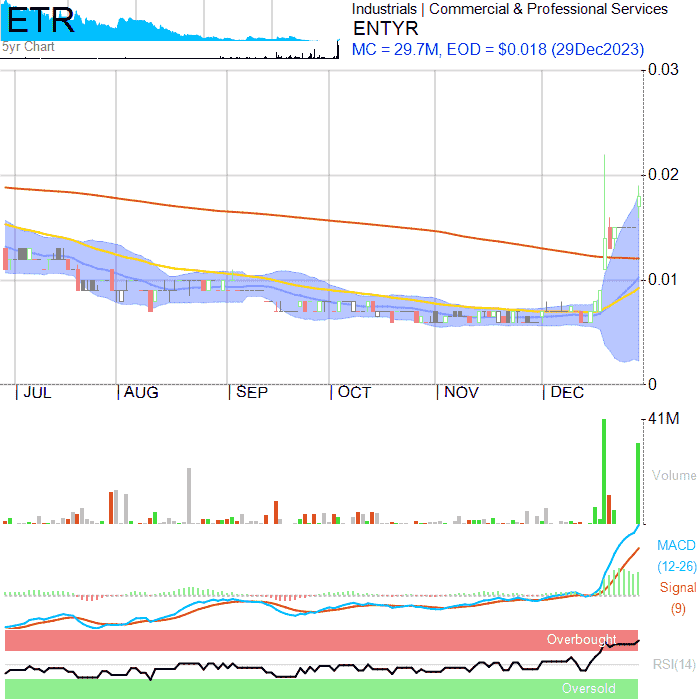 ETR
5yr Chart
Industrials | Commercial & Professional Services
ENTYR
MC = 29.7M, EOD = $0.018 (29Dec2023)
0.03
0.02
0.01
0
JUL AUG SEP OCT NOV DEC
41M
Volume
MACD
(12-26)
Signal
(9)
Overbought
RSI(14)
Oversold